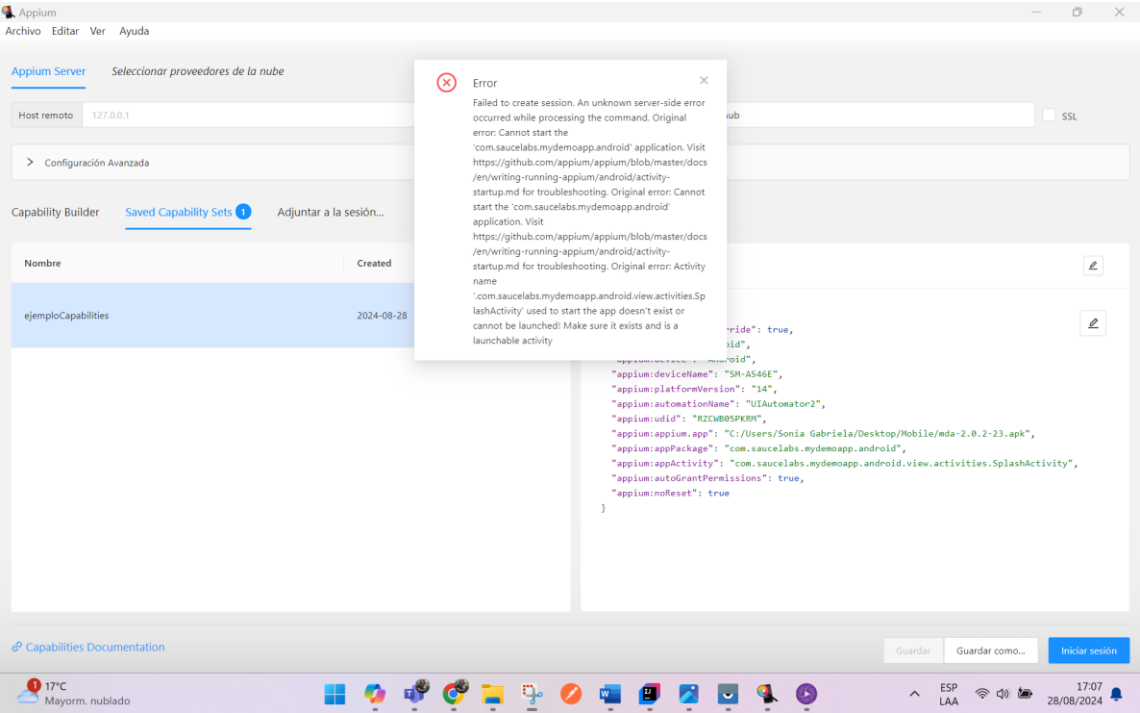 Appium
Archivo Editar Ver Ayuda
Appium Server Seleccionar proveedores de la nube
Host remoto 127.0.0.1
SSL
Configuración Avanzada
Capability Builder Saved Capability Sets 1 Adjuntar a la sesión...
Nombre Created
ejemploCapabilities 2024-08-28
Error
Failed to create session. An unknown server-side error
occurred while processing the command. Original
error: Cannot start the
'com.saucelabs.mydemoapp.android' application. Visit
https://github.com/appium/appium/blob/master/docs
/en/writing-running-appium/android/activity-
startup.md for troubleshooting. Original error: Cannot
start the 'com.saucelabs.mydemoapp.android'
application. Visit
https://github.com/appium/appium/blob/master/docs
/en/writing-running-appium/android/activity-
startup.md for troubleshooting. Original error: Activity
name
'.com.saucelabs.mydemoapp.android.view.activities.Sp
lashActivity' used to start the app doesn't exist or
cannot be launched! Make sure it exists and is a
launchable activity
true,
"appium:deviceName": "SM-A546E",
"appium:platformVersion": "14",
"appium:automationName": "UIAutomator2",
"appium:udid": "RZCWB05PKRM",
"appium:appium.app": "C:/Users/Sonia Gabriela/Desktop/Mobile/mda-2.0.2-23.apk",
"appium:appPackage": "com.saucelabs.mydemoapp.android",
"appium:appActivity": "com.saucelabs.mydemoapp.android.view.activities.SplashActivity",
"appium:autoGrantPermissions": true,
"appium:noReset": true
}
Capabilities Documentation
Guardar Guardar como... Iniciar sesión
1 17°C
Mayorm. nublado
ESP
LAA
17:07
28/08/2024